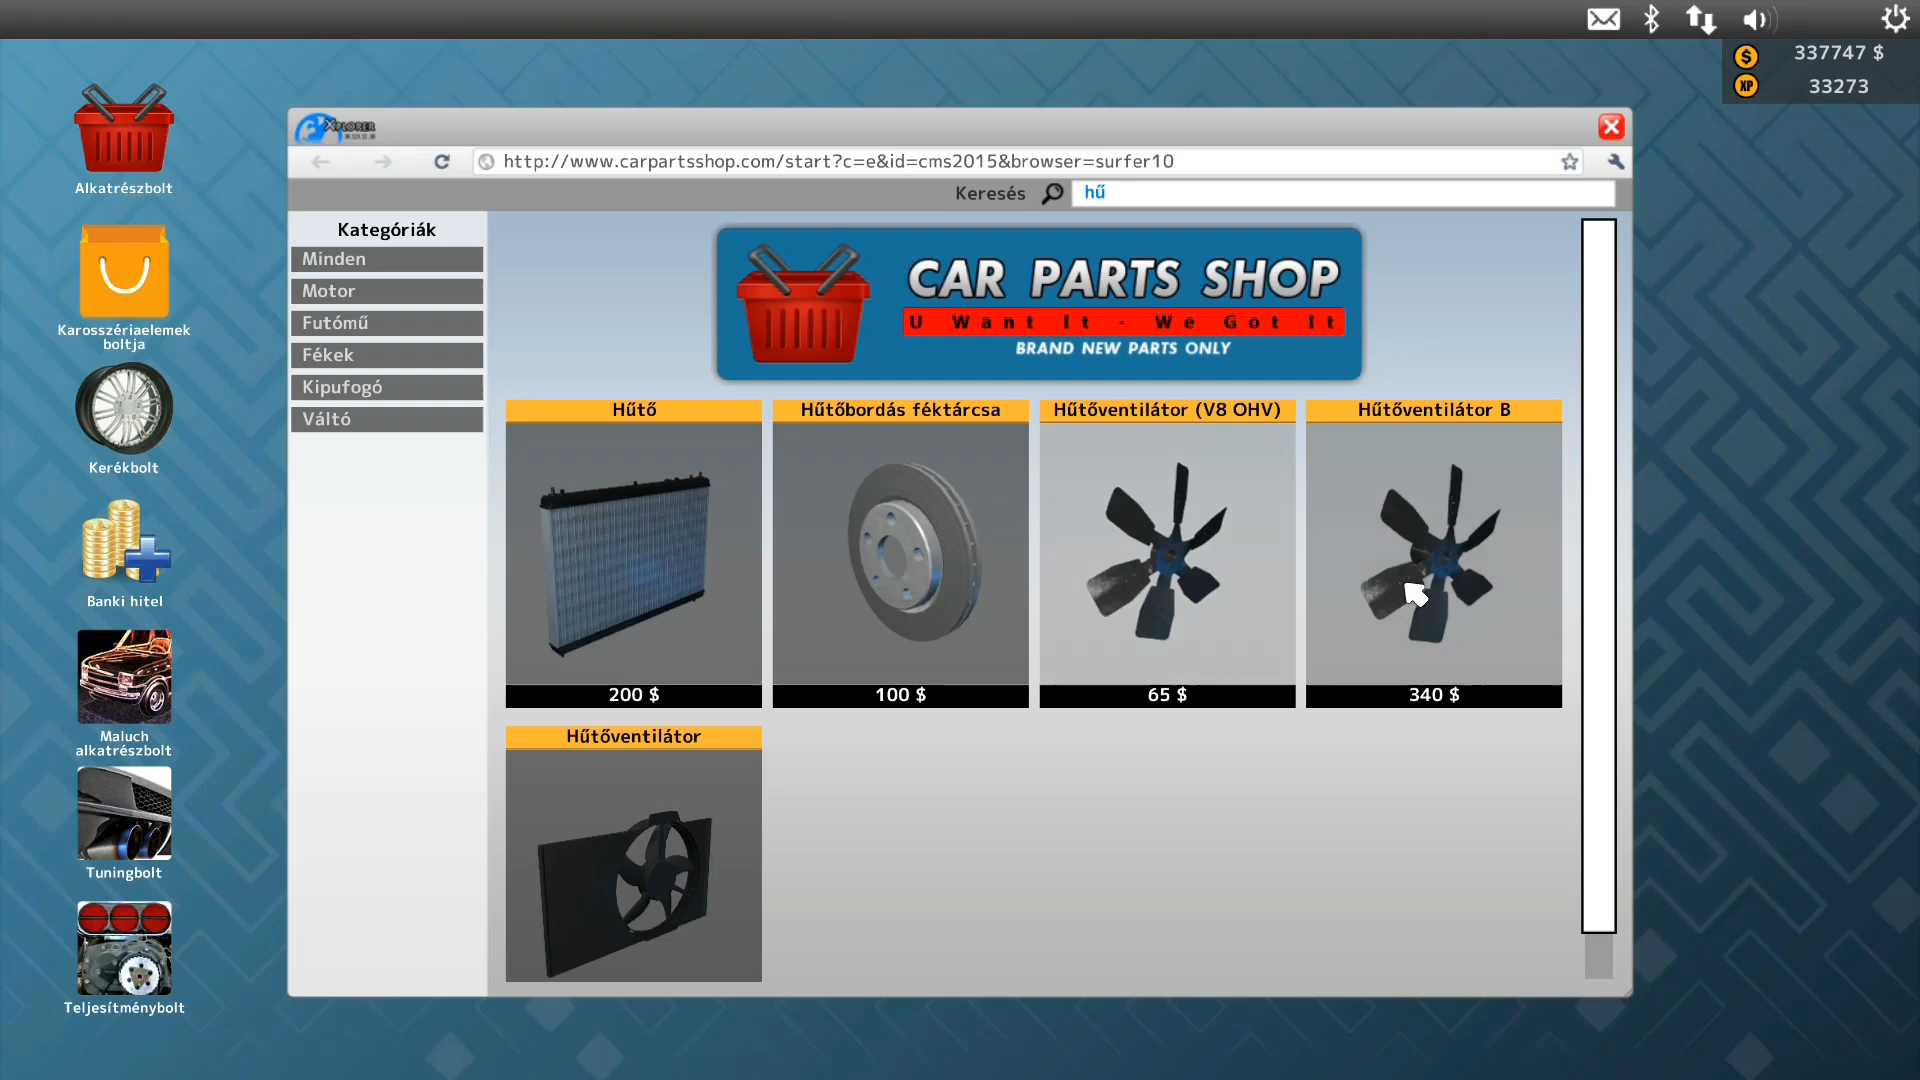 337747 $
XP
33273
Alkatrészbolt
Karosszériaelemek
boltja
Kerékbolt
Banki hitel
Maluch
alkatrészbolt
Tuningbolt
Teljesítménybolt
XPLORER
http://www.carpartsshop.com/start?c=e&id=cms2015&browser=surfer10
Keresés
hű
Kategóriák
Minden
Motor
Futómű
Fékek
Kipufogó
Váltó
CAR PARTS SHOP
U Want It - We Got It
BRAND NEW PARTS ONLY
Hűtő
200 $
Hűtőbordás féktárcsa
100 $
Hűtőventilátor (V8 OHV)
65 $
Hűtőventilátor B
340 $
Hűtőventilátor